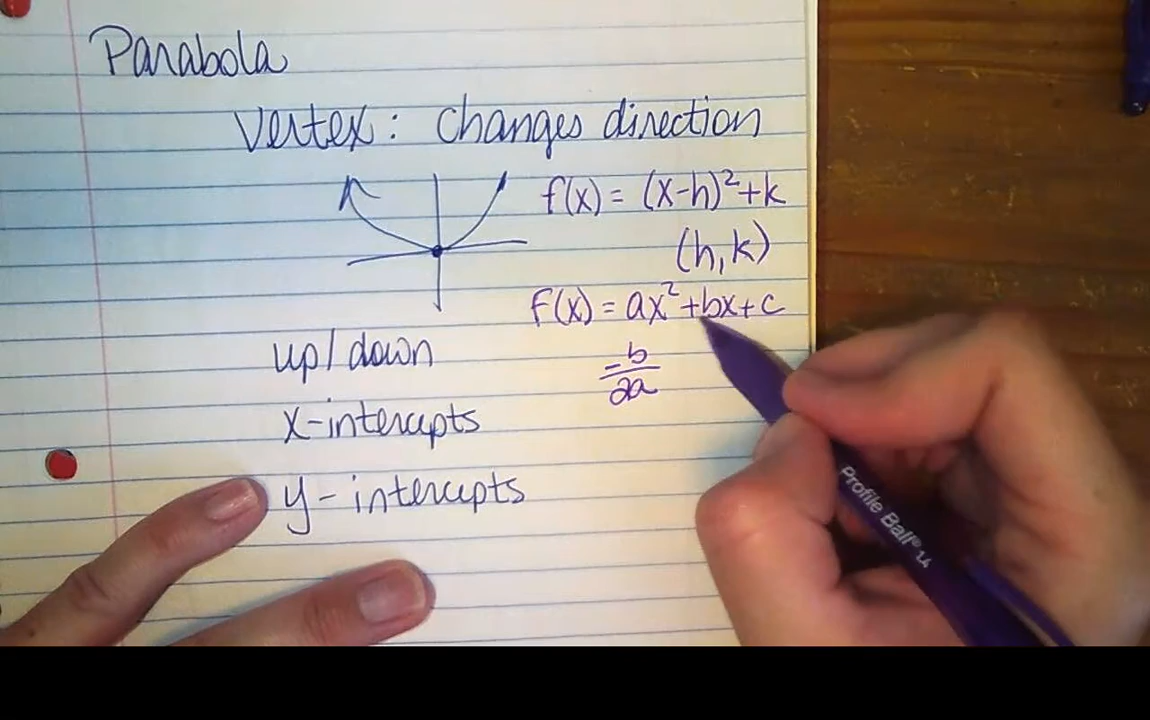 Parabola
Vertex: changes direction
f(x) = (x-h)²+k
(h,k)
f(x) = ax²+bx+c
up/down
-b
2a
x-intercepts
y-intercepts
Profile Ball® 1.4